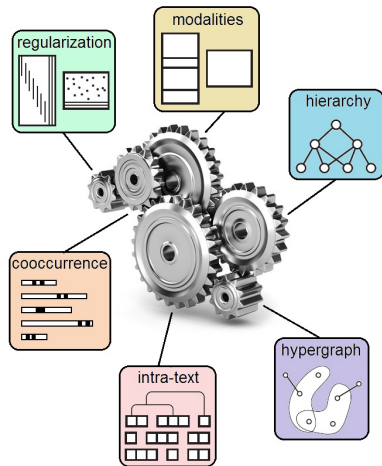 modalities
regularization
hierarchy
cooccurrence
hypergraph
intra-text